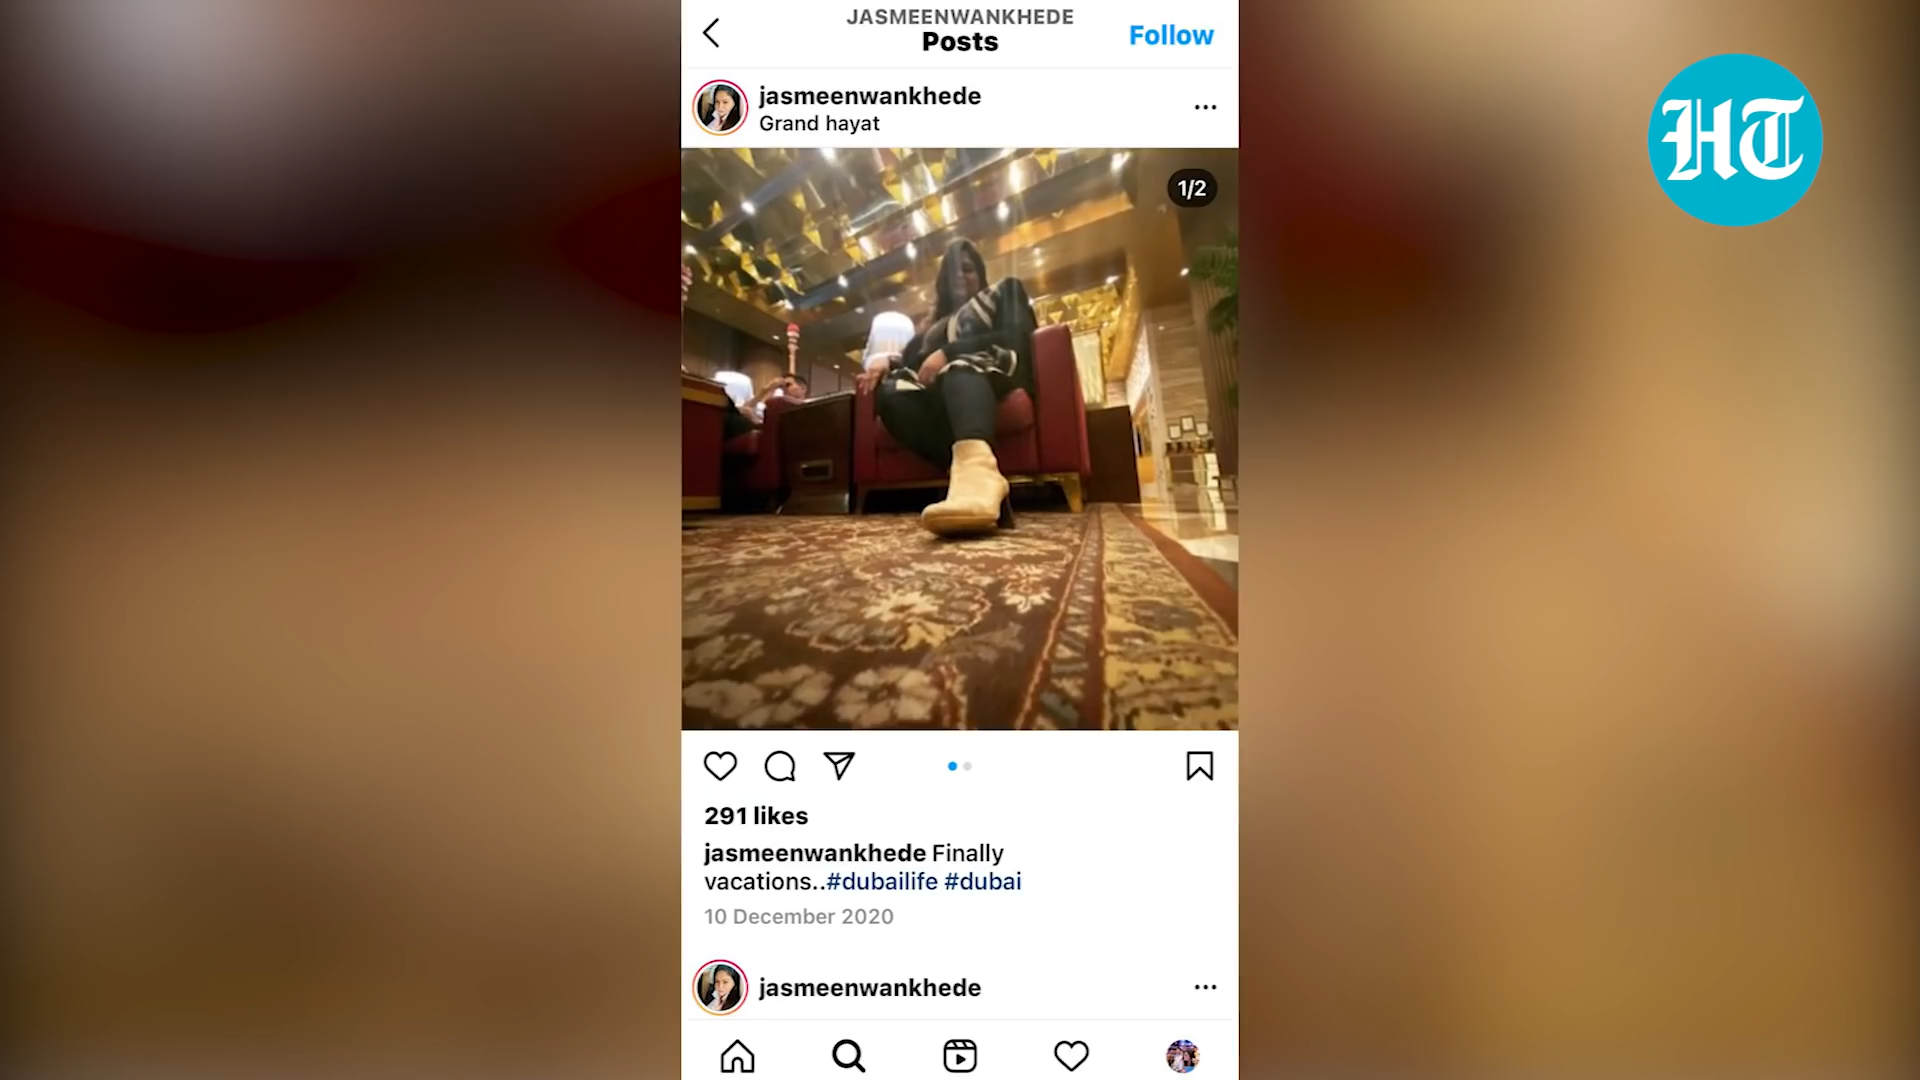 JASMEENWANKHEDE
Posts
Follow
jasmeenwankhede
Grand hayat
HT
1/2
291 likes
jasmeenwankhede Finally
vacations..#dubailife #dubai
10 December 2020
jasmeenwankhede